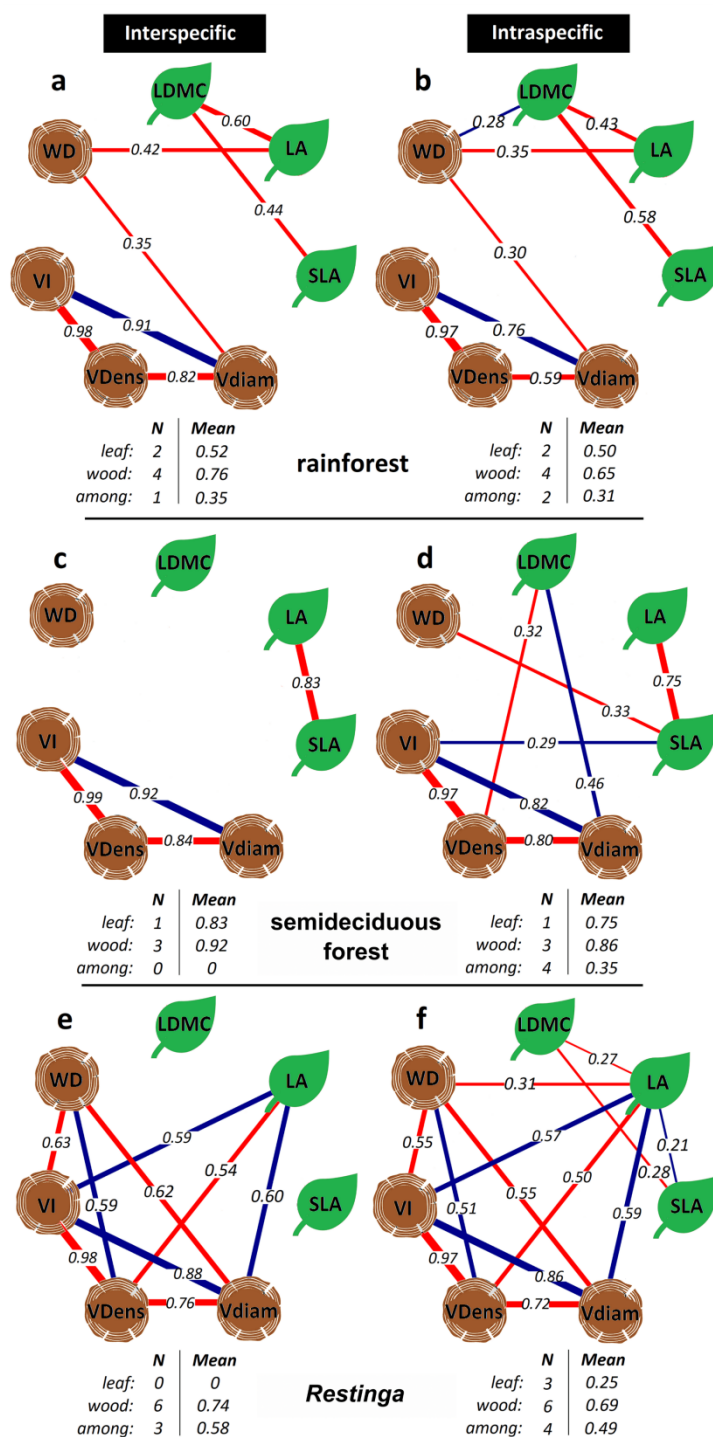 Interspecific
Intraspecific
a
LDMC
0.60
LA
WD
0.42
0.44
0.35
SLA
VI
0.91
0.98
VDens
0.82
Vdiam
N Mean
leaf: 2 0.52
wood: 4 0.76
among: 1 0.35
b
LDMC
0.28
0.43
LA
WD
0.35
0.58
0.30
SLA
VI
0.76
0.97
VDens
0.59
Vdiam
N Mean
leaf: 2 0.50
wood: 4 0.65
among: 2 0.31
rainforest
c
LDMC
WD
LA
0.83
SLA
VI
0.99
0.92
VDens
0.84
Vdiam
N Mean
leaf: 1 0.83
wood: 3 0.92
among: 0 0
d
LDMC
WD
0.32
LA
0.75
0.33
SLA
VI
0.29
0.97
0.82
0.46
VDens
0.80
Vdiam
N Mean
leaf: 1 0.75
wood: 3 0.86
among: 4 0.35
semideciduous
forest
e
LDMC
WD
LA
0.63
0.59
0.54
VI
0.59
0.62
0.60
SLA
0.98
0.88
VDens
0.76
Vdiam
N Mean
leaf: 0 0
wood: 6 0.74
among: 3 0.58
f
LDMC
0.27
WD
0.31
LA
0.55
0.57
0.21
0.28
VI
0.51
0.55
0.50
0.59
SLA
0.97
0.86
VDens
0.72
Vdiam
N Mean
leaf: 3 0.25
wood: 6 0.69
among: 4 0.49
Restinga